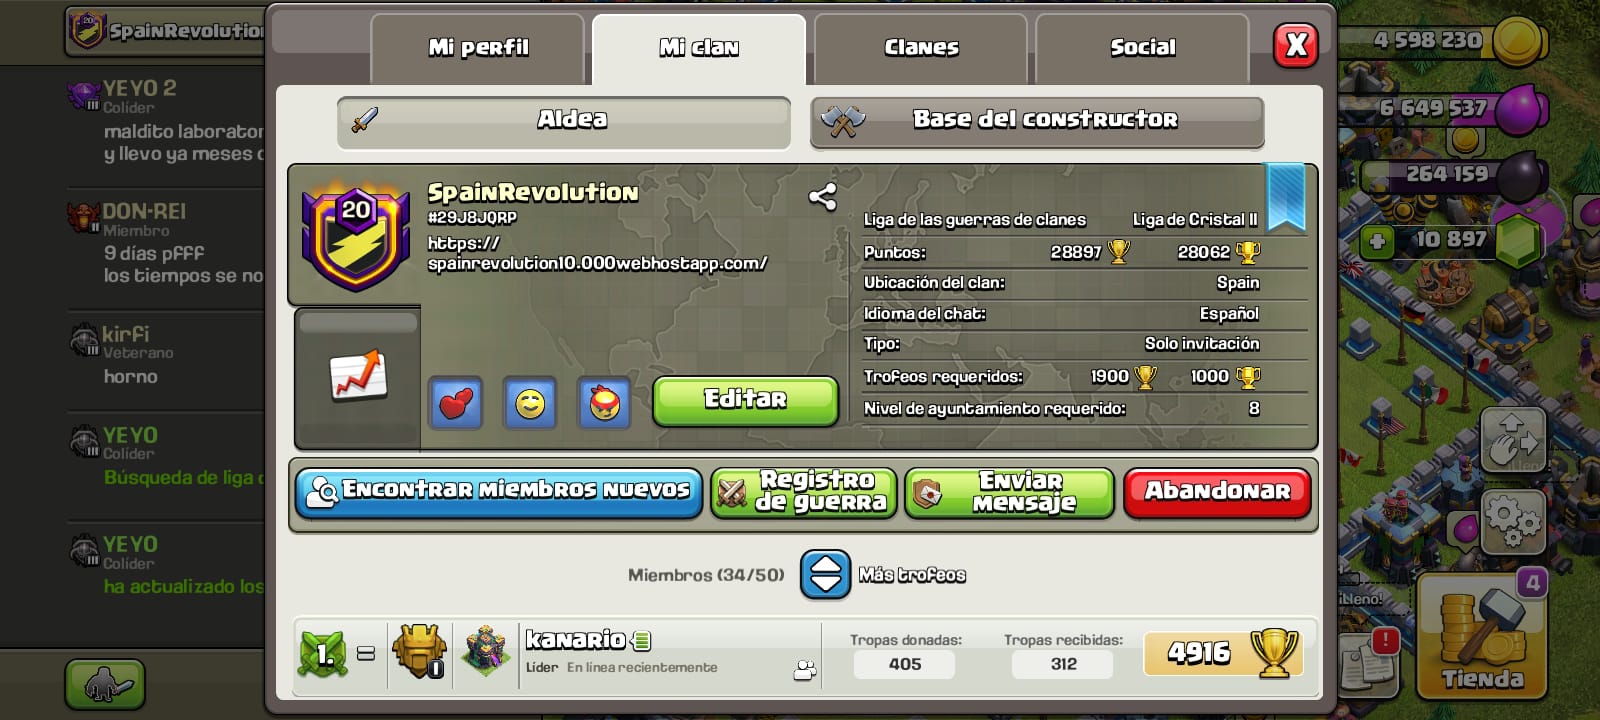 SpainRevolution
YEYO 2
Colíder
maldito laborator
y llevo ya meses
DON-REI
Miembro
9 días pfff
los tiempos se no
kirfi
Veterano
horno
YEYO
Colíder
Búsqueda de liga
YEYO
Colíder
ha actualizado los
Mi perfil
Mi clan
Clanes
Social
X
Aldea
Base del constructor
20
SpainRevolution
#29J8JQRP
https://
spainrevolution10.000webhostapp.com/
Editar
Liga de las guerras de clanes Liga de Cristal II
Puntos: 28897 28062
Ubicación del clan: Spain
Idioma del chat: Español
Tipo: Solo invitación
Trofeos requeridos: 1900 1000
Nivel de ayuntamiento requerido: 8
Encontrar miembros nuevos
Registro
de guerra
Enviar
mensaje
Abandonar
Miembros (34/50)
Más trofeos
1.
=
I
kanario
Líder En línea recientemente
Tropas donadas:
405
Tropas recibidas:
312
4916
4 598 230
6 649 537
264 159
10 897
¡Lleno!
4
!
Tienda